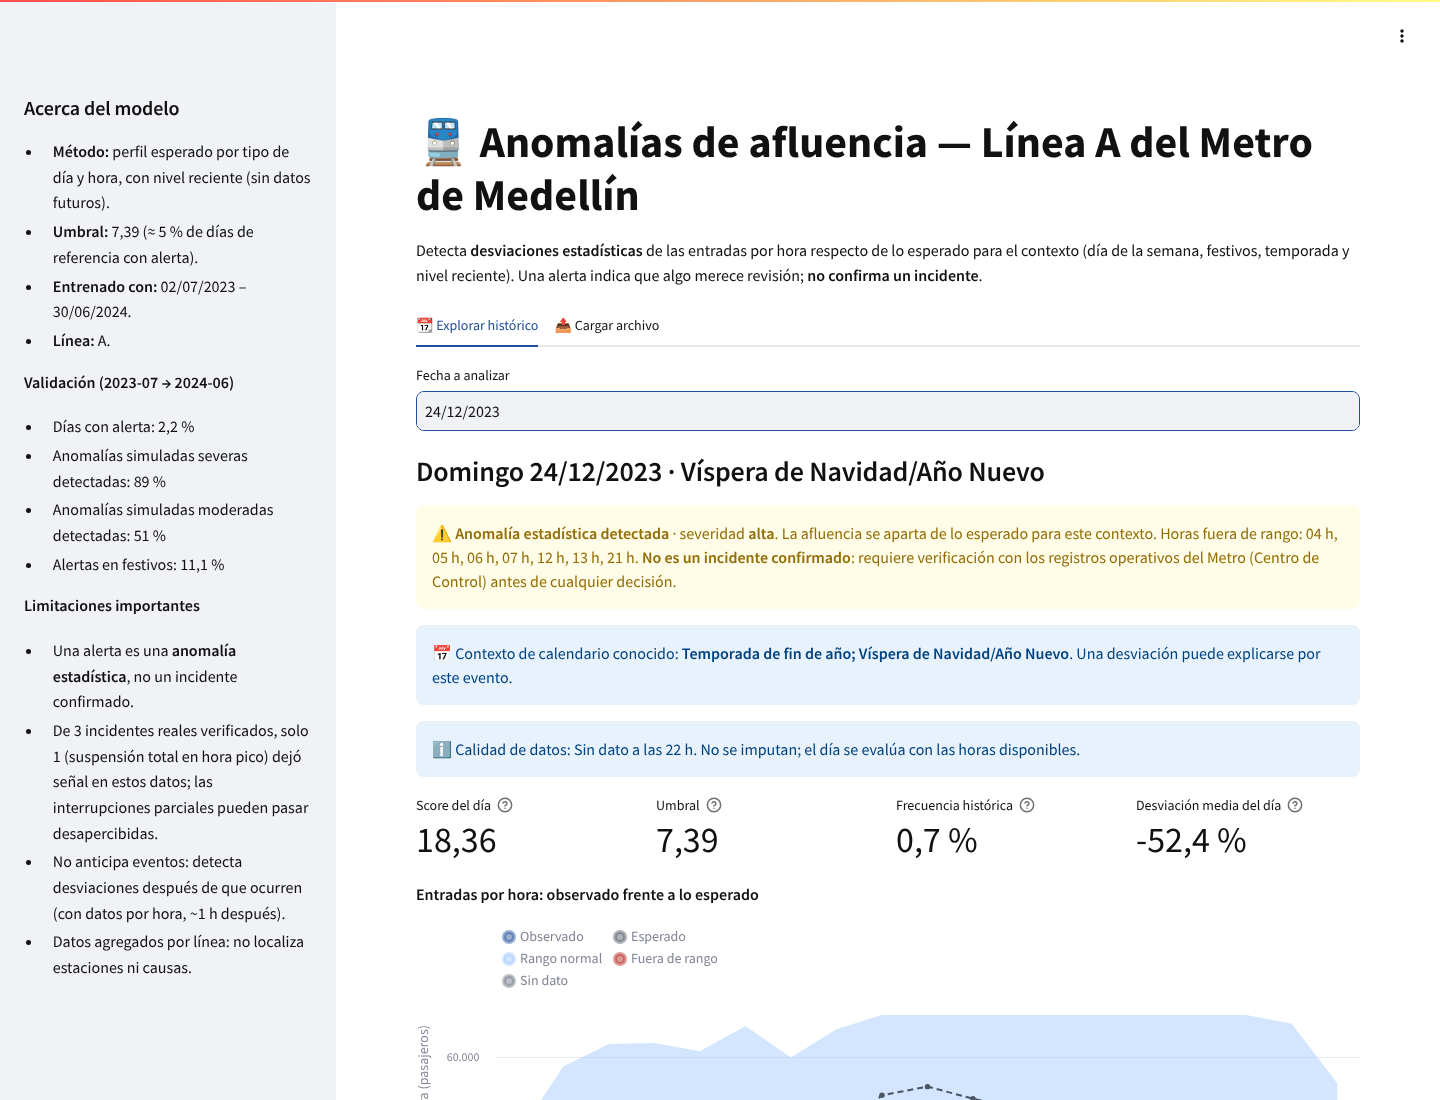 Acerca del modelo
Método: perfil esperado por tipo de
día y hora, con nivel reciente (sin datos
futuros).
Umbral: 7,39 (≈ 5 % de días de
referencia con alerta).
Entrenado con: 02/07/2023 –
30/06/2024.
Línea: A.
Validación (2023-07 → 2024-06)
Días con alerta: 2,2 %
Anomalías simuladas severas
detectadas: 89 %
Anomalías simuladas moderadas
detectadas: 51 %
Alertas en festivos: 11,1 %
Limitaciones importantes
Una alerta es una anomalía
estadística, no un incidente
confirmado.
De 3 incidentes reales verificados, solo
1 (suspensión total en hora pico) dejó
señal en estos datos; las
interrupciones parciales pueden pasar
desapercibidas.
No anticipa eventos: detecta
desviaciones después de que ocurren
(con datos por hora, ~1 h después).
Datos agregados por línea: no localiza
estaciones ni causas.
Anomalías de afluencia — Línea A del Metro
de Medellín
Detecta desviaciones estadísticas de las entradas por hora respecto de lo esperado para el contexto (día de la semana, festivos, temporada y
nivel reciente). Una alerta indica que algo merece revisión; no confirma un incidente.
Explorar histórico
Cargar archivo
Fecha a analizar
24/12/2023
Domingo 24/12/2023 · Víspera de Navidad/Año Nuevo
Anomalía estadística detectada · severidad alta. La afluencia se aparta de lo esperado para este contexto. Horas fuera de rango: 04 h,
05 h, 06 h, 07 h, 12 h, 13 h, 21 h. No es un incidente confirmado: requiere verificación con los registros operativos del Metro (Centro de
Control) antes de cualquier decisión.
Contexto de calendario conocido: Temporada de fin de año; Víspera de Navidad/Año Nuevo. Una desviación puede explicarse por
este evento.
Calidad de datos: Sin dato a las 22 h. No se imputan; el día se evalúa con las horas disponibles.
Score del día
18,36
Umbral
7,39
Frecuencia histórica
0,7 %
Desviación media del día
-52,4 %
Entradas por hora: observado frente a lo esperado
Observado
Esperado
Rango normal
Fuera de rango
Sin dato
60.000
(pasajeros)